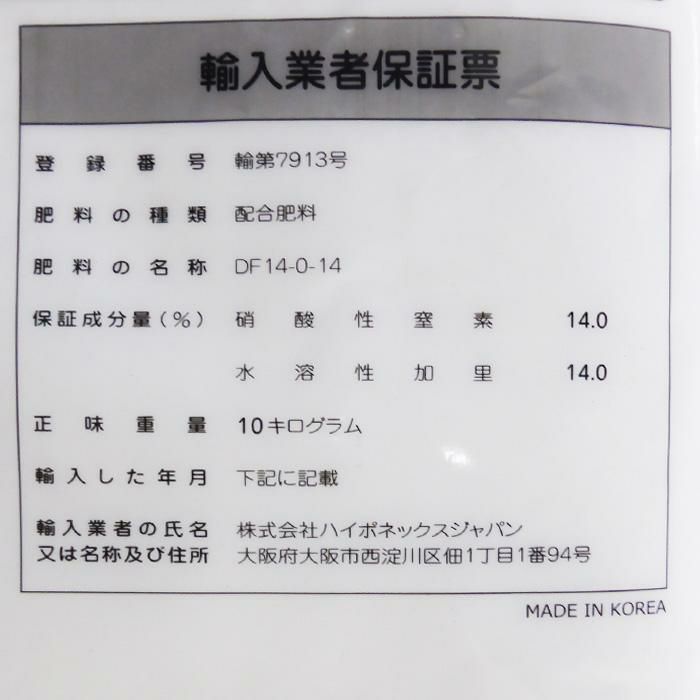 輸入業者保証票
登録番号 輸第7913号
肥料の種類 配合肥料
肥料の名称 DF14-0-14
保証成分量(%) 硝酸性窒素 14.0
水溶性加里 14.0
正味重量 10キログラム
輸入した年月 下記に記載
輸入業者の氏名 株式会社ハイポネックスジャパン
又は名称及び住所 大阪府大阪市西淀川区佃1丁目1番94号
MADE IN KOREA